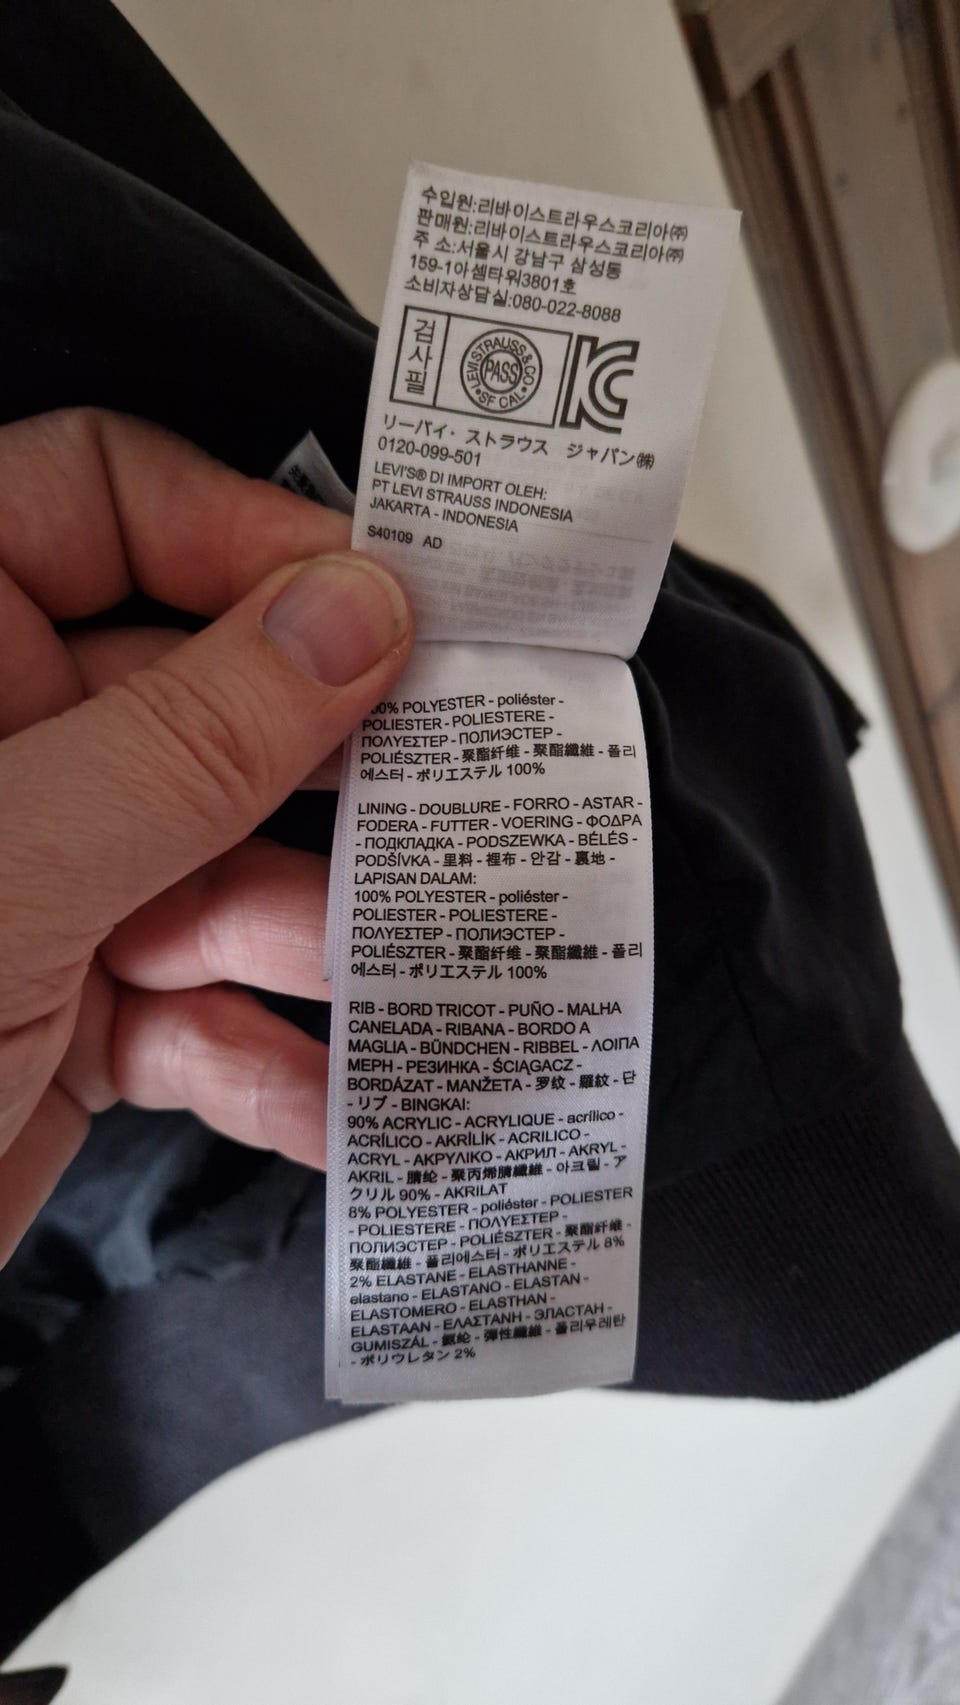 수입원:리바이스트라우스코리아㈜
판매원:리바이스트라우스코리아㈜
주 소:서울시 강남구 삼성동
159-1아셈타워3801호
소비자상담실:080-022-8088
검사필
LEVI STRAUSS & CO
PASS
• SF CAL •
KC
リーバイ・ストラウス ジャパン㈱
0120-099-501
LEVI'S® DI IMPORT OLEH:
PT LEVI STRAUSS INDONESIA
JAKARTA - INDONESIA
S40109 AD
POLYESTER - poliéster -
POLIESTER - POLIESTERE -
ΠΟΛΥΕΣΤΕΡ - ПОЛИЭСТЕР -
POLIÉSZTER - 聚酯纤维 - 聚酯纖維 - 폴리
에스터 - ポリエステル 100%
LINING - DOUBLURE - FORRO - ASTAR -
FODERA - FUTTER - VOERING - ΦΟΔΡΑ
- ПОДКЛАДКА - PODSZEWKA - BÉLÉS -
PODŠÍVKA - 里料 - 裡布 - 안감 - 裏地 -
LAPISAN DALAM:
100% POLYESTER - poliéster -
POLIESTER - POLIESTERE -
ΠΟΛΥΕΣΤΕΡ - ПОЛИЭСТЕР -
POLIÉSZTER - 聚酯纤维 - 聚酯纖維 - 폴리
에스터 - ポリエステル 100%
RIB - BORD TRICOT - PUÑO - MALHA
CANELADA - RIBANA - BORDO A
MAGLIA - BÜNDCHEN - RIBBEL - ΛΟΙΠΑ
ΜΕΡΗ - РЕЗИНКА - ŚCIĄGACZ -
BORDÁZAT - MANŽETA - 罗纹 - 羅紋 - 단
- リブ - BINGKAI:
90% ACRYLIC - ACRYLIQUE - acrílico -
ACRÍLICO - AKRİLİK - ACRILICO -
ACRYL - ΑΚΡΥΛΙΚΟ - АКРИЛ - AKRYL -
AKRIL - 腈纶 - 聚丙烯腈纖維 - 아크릴 - ア
クリル 90% - AKRILAT
8% POLYESTER - poliéster - POLIESTER
- POLIESTERE - ΠΟΛΥΕΣΤΕΡ -
ПОЛИЭСТЕР - POLIÉSZTER - 聚酯纤维 -
聚酯纖維 - 폴리에스터 - ポリエステル 8%
2% ELASTANE - ELASTHANNE -
elastano - ELASTANO - ELASTAN -
ELASTOMERO - ELASTHAN -
ELASTAAN - ΕΛΑΣΤΑΝΗ - ЭЛАСТАН -
GUMISZÁL - 氨纶 - 彈性纖維 - 폴리우레탄
- ポリウレタン 2%